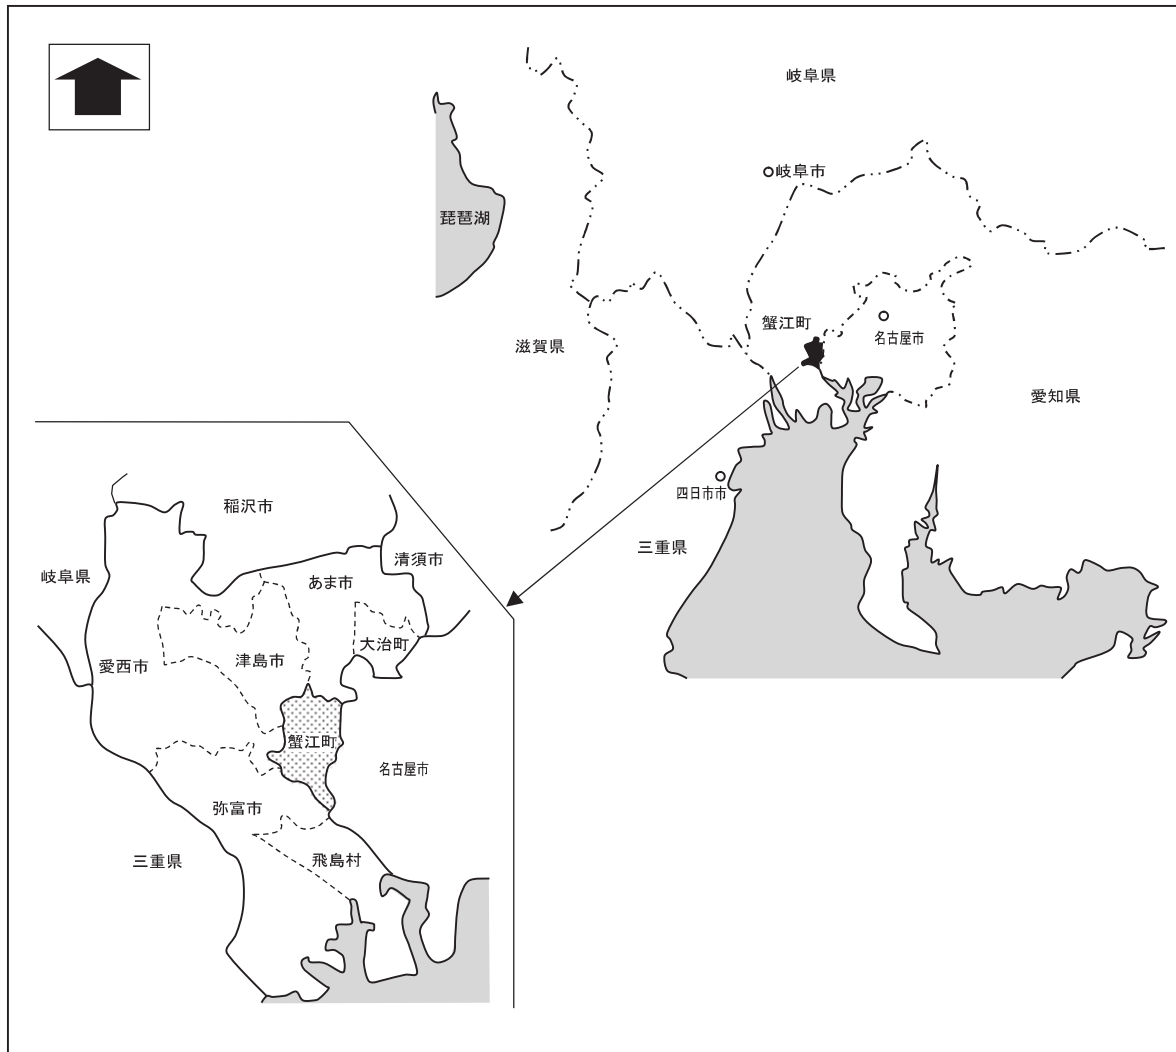 岐阜県
岐阜市
琵琶湖
蟹江町
名古屋市
滋賀県
愛知県
四日市市
三重県
稲沢市
清須市
岐阜県
あま市
大治町
愛西市
津島市
蟹江町
名古屋市
弥富市
三重県
飛島村